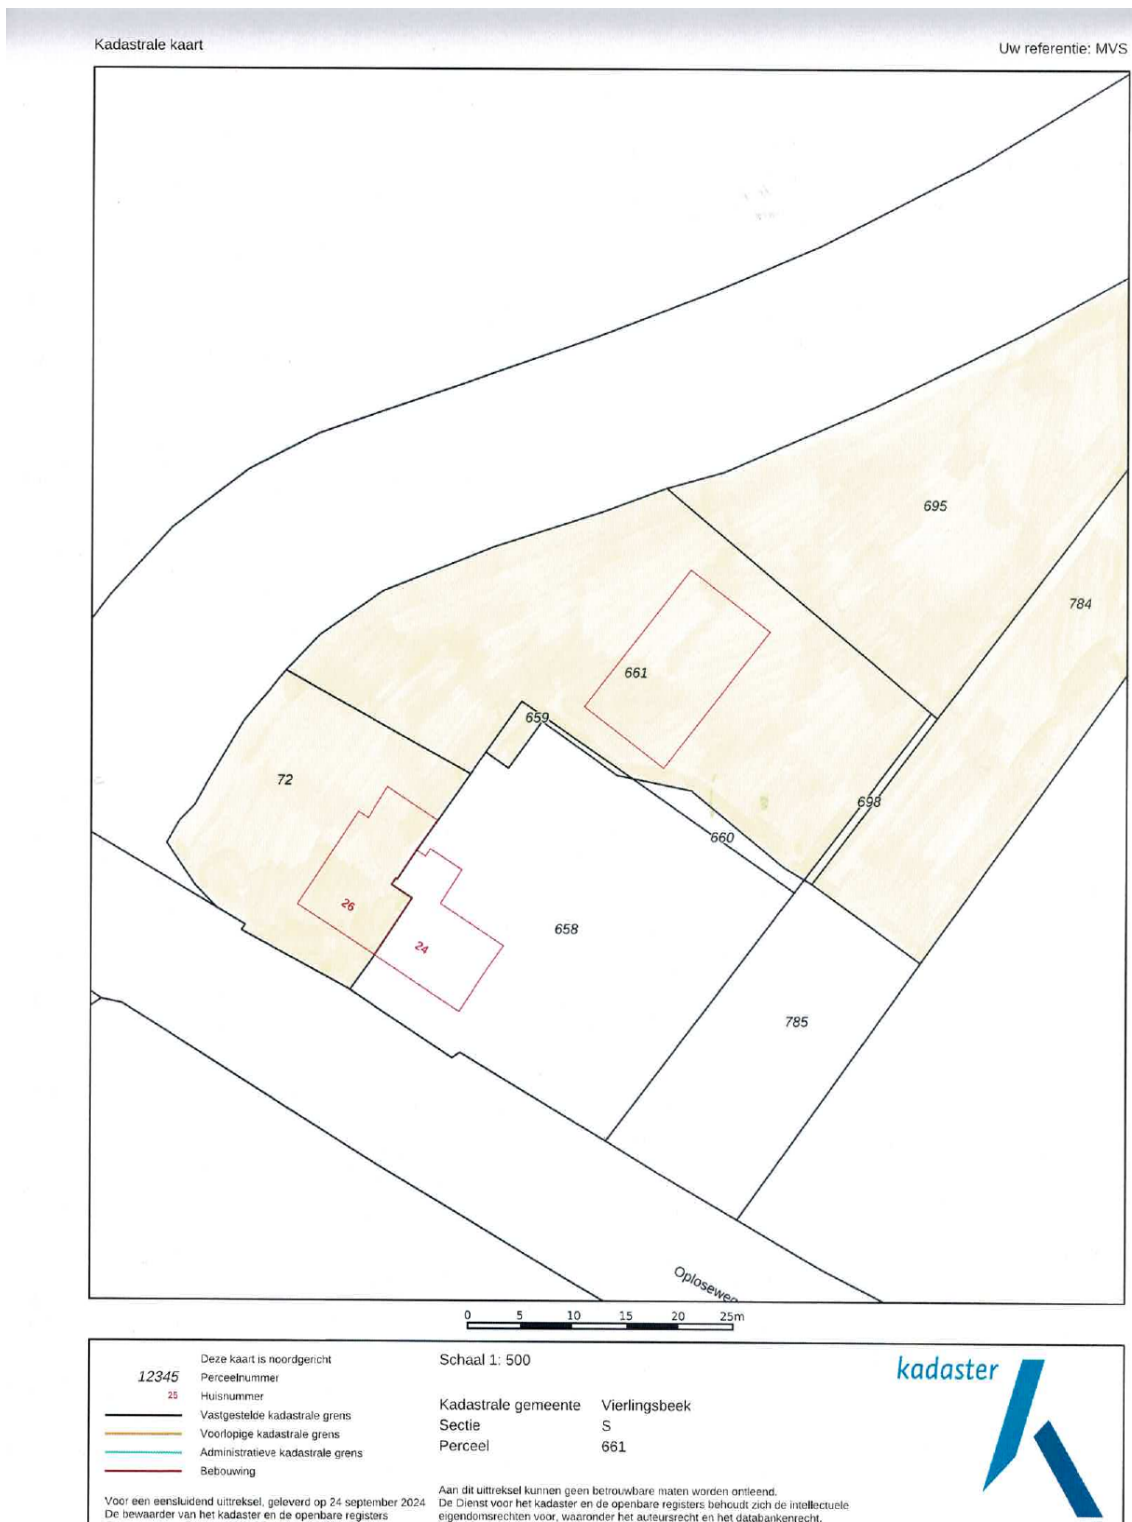 Kadastrale kaart
Uw referentie: MVS
695
784
661
659
72
698
660
26
658
24
785
Oploseweg
0 5 10 15 20 25m
Deze kaart is noordgericht
12345 Perceelnummer
25 Huisnummer
Vastgestelde kadastrale grens
Voorlopige kadastrale grens
Administratieve kadastrale grens
Bebouwing
Voor een eensluidend uittreksel, geleverd op 24 september 2024
De bewaarder van het kadaster en de openbare registers
Schaal 1: 500
Kadastrale gemeente Vierlingsbeek
Sectie S
Perceel 661
Aan dit uittreksel kunnen geen betrouwbare maten worden ontleend.
De Dienst voor het kadaster en de openbare registers behoudt zich de intellectuele
eigendomsrechten voor, waaronder het auteursrecht en het databankenrecht.
kadaster